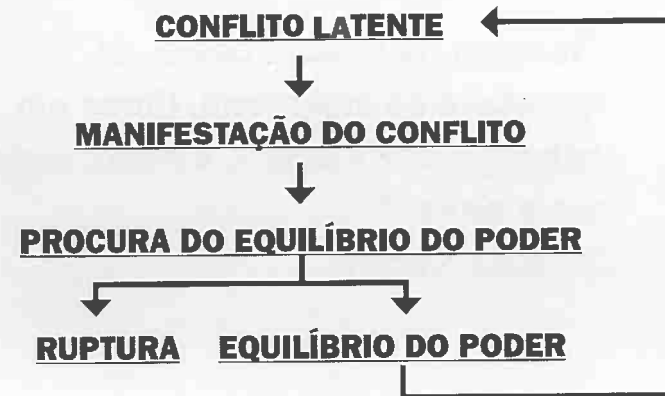 CONFLITO LATENTE
MANIFESTAÇÃO DO CONFLITO
PROCURA DO EQUILÍBRIO DO PODER
RUPTURA EQUILÍBRIO DO PODER